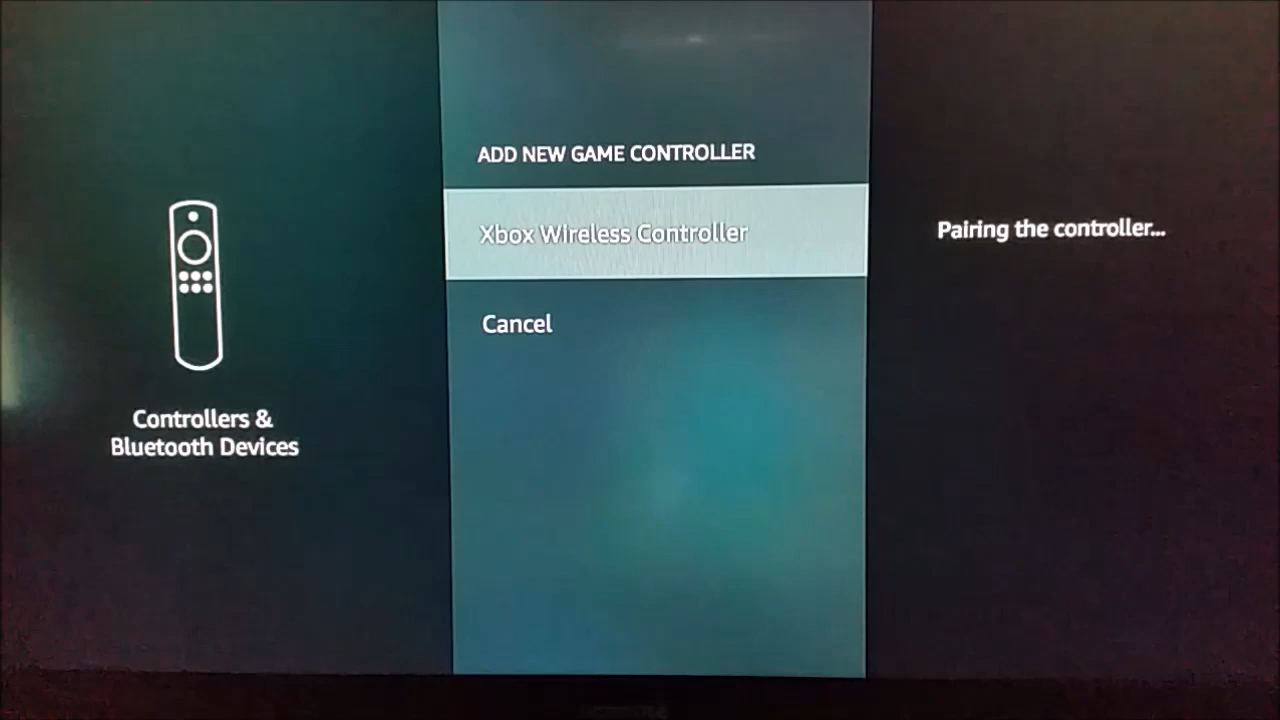 ADD NEW GAME CONTROLLER
Xbox Wireless Controller
Pairing the controller...
Cancel
Controllers &
Bluetooth Devices